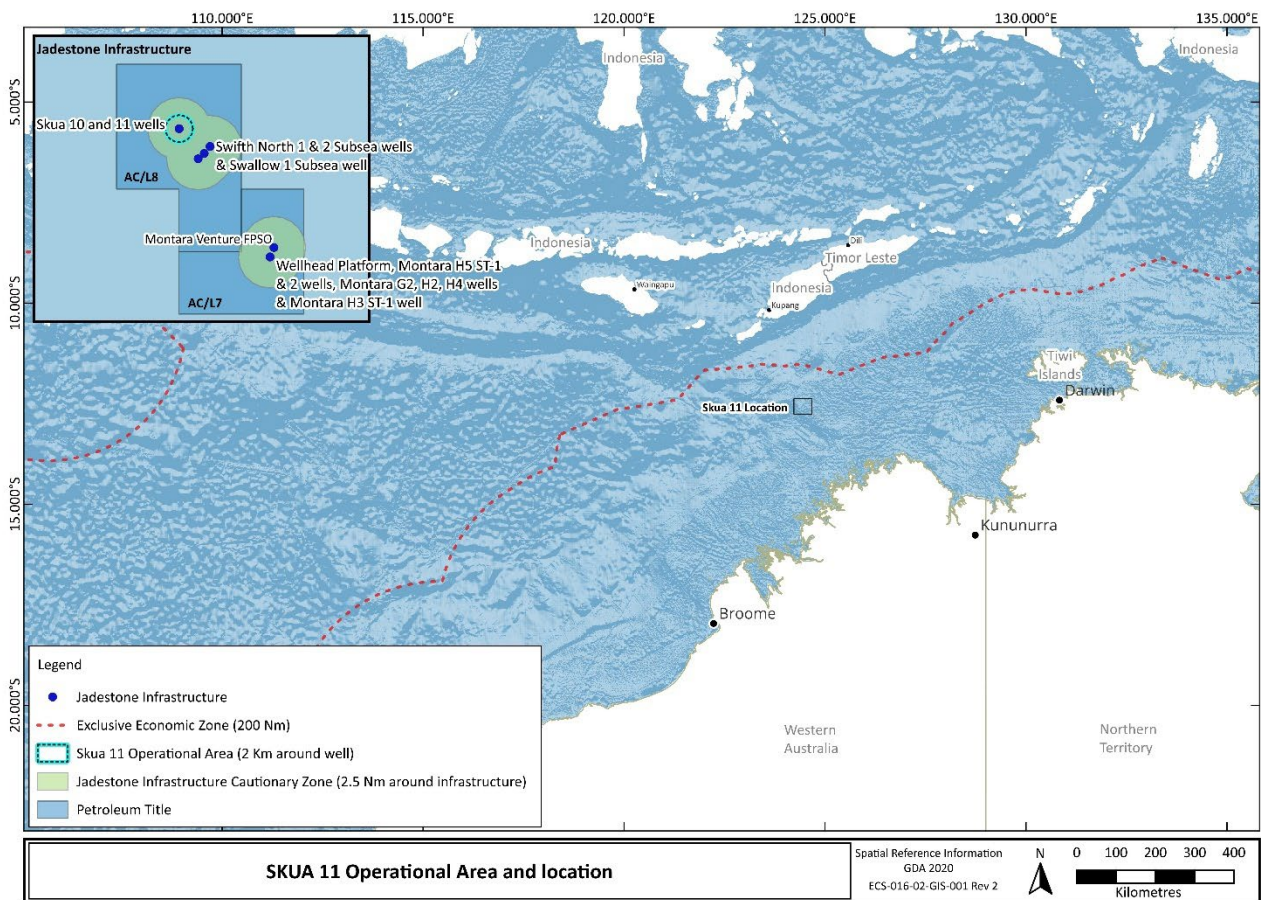 110.000°E
115.000°E
120.000°E
125.000°E
130.000°E
135.000°E
5.000°S
10.000°S
15.000°S
20.000°S
Jadestone Infrastructure
Skua 10 and 11 wells
Swifth North 1 & 2 Subsea wells
& Swallow 1 Subsea well
AC/L8
Montara Venture FPSO
Wellhead Platform, Montara H5 ST-1
& 2 wells, Montara G2, H2, H4 wells
& Montara H3 ST-1 well
AC/L7
Indonesia
Indonesia
Indonesia
Dili
Timor Leste
Indonesia
Waingapu
Kupang
Tiwi
Islands
Darwin
Skua 11 Location
Kununurra
Broome
Western
Australia
Northern
Territory
Legend
Jadestone Infrastructure
Exclusive Economic Zone (200 Nm)
Skua 11 Operational Area (2 Km around well)
Jadestone Infrastructure Cautionary Zone (2.5 Nm around infrastructure)
Petroleum Title
SKUA 11 Operational Area and location
Spatial Reference Information
GDA 2020
ECS-016-02-GIS-001 Rev 2
N
0 100 200 300 400
Kilometres